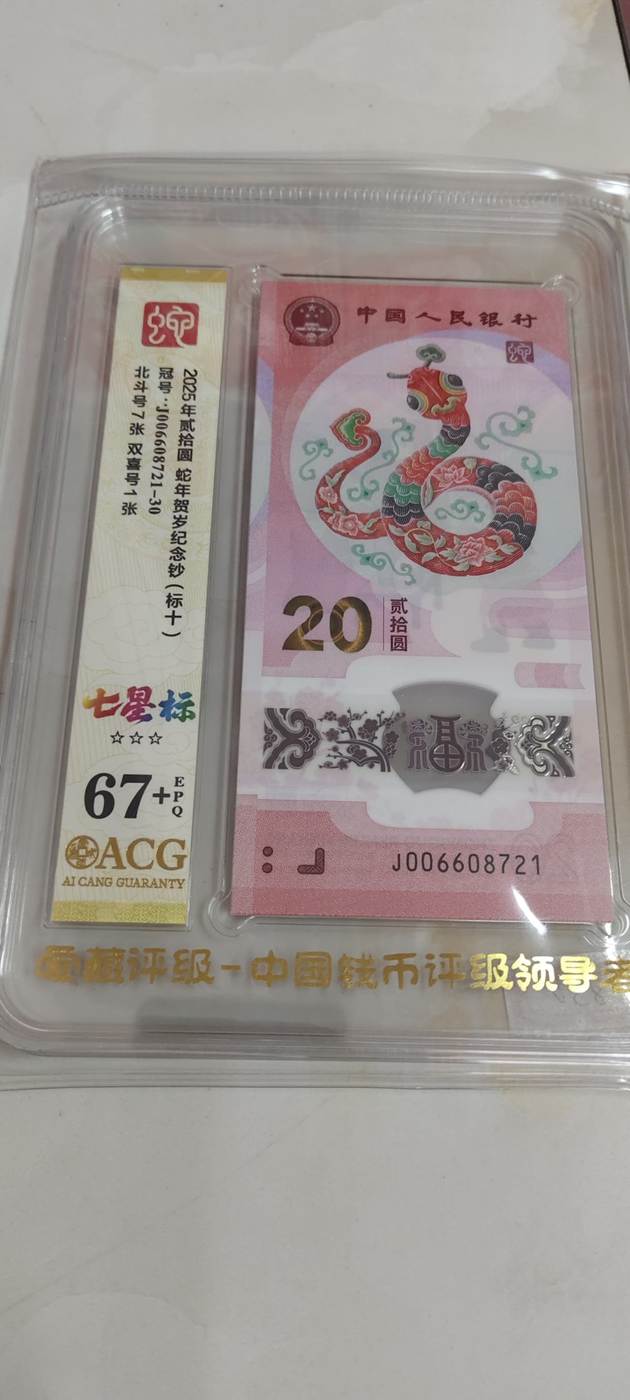 蛇
2025年贰拾圆 蛇年贺岁纪念钞(标十)
冠号:J006608721-30
北斗号7张 双喜号1张
七星标
☆☆☆
67+EPQ
ACG
AI CANG GUARANTY
中国人民银行
蛇
20 贰拾圆
福
J006608721
爱藏评级-中国钱币评级领导者